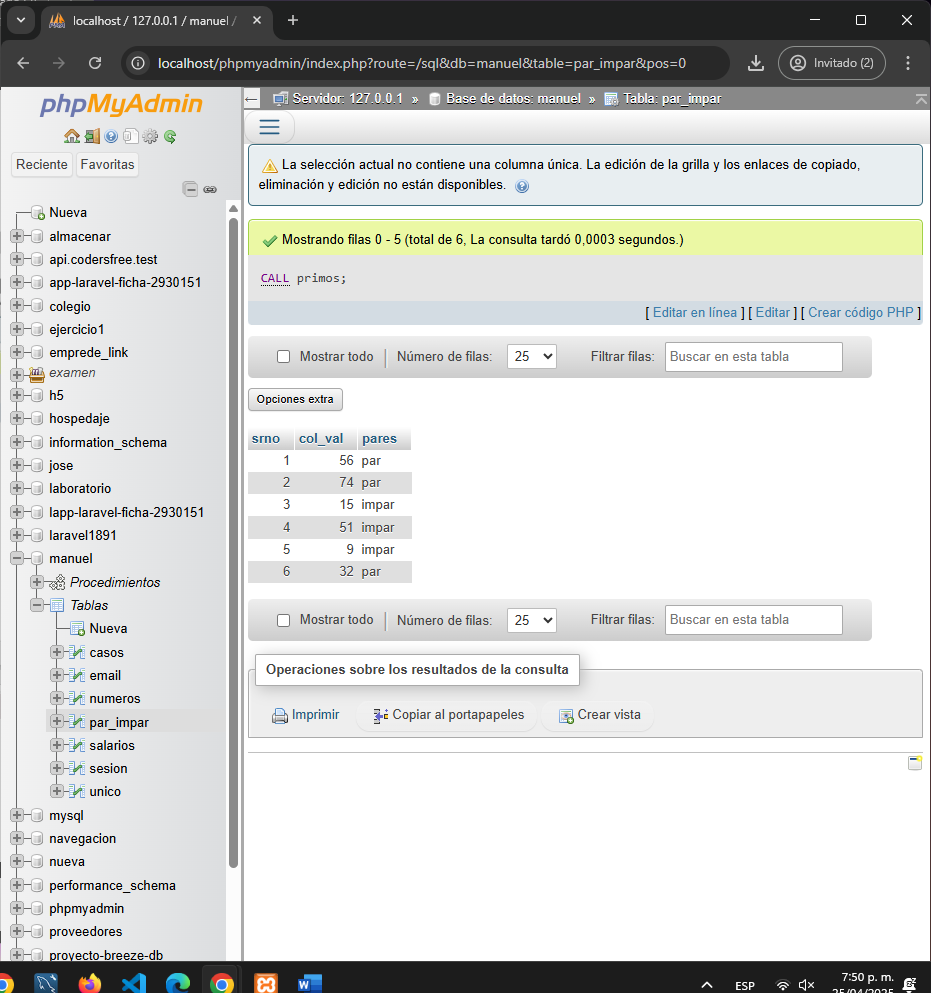 localhost / 127.0.0.1 / manuel /
localhost/phpmyadmin/index.php?route=/sql&db=manuel&table=par_impar&pos=0
Invitado (2)
phpMyAdmin
Reciente Favoritas
Nueva
almacenar
api.codersfree.test
app-laravel-ficha-2930151
colegio
ejercicio1
emprede_link
examen
h5
hospedaje
information_schema
jose
laboratorio
lapp-laravel-ficha-2930151
laravel1891
manuel
Procedimientos
Tablas
Nueva
casos
email
numeros
par_impar
salarios
sesion
unico
mysql
navegacion
nueva
performance_schema
phpmyadmin
proveedores
proyecto-breeze-db
Servidor: 127.0.0.1 » Base de datos: manuel » Tabla: par_impar
La selección actual no contiene una columna única. La edición de la grilla y los enlaces de copiado,
eliminación y edición no están disponibles.
Mostrando filas 0 - 5 (total de 6, La consulta tardó 0,0003 segundos.)
CALL primos;
[ Editar en línea ] [ Editar ] [ Crear código PHP ]
Mostrar todo | Número de filas: 25 Filtrar filas: Buscar en esta tabla
Opciones extra
srno col_val pares
1 56 par
2 74 par
3 15 impar
4 51 impar
5 9 impar
6 32 par
Mostrar todo | Número de filas: 25 Filtrar filas: Buscar en esta tabla
Operaciones sobre los resultados de la consulta
Imprimir Copiar al portapapeles Crear vista
ESP
7:50 p. m.
25/04/2025